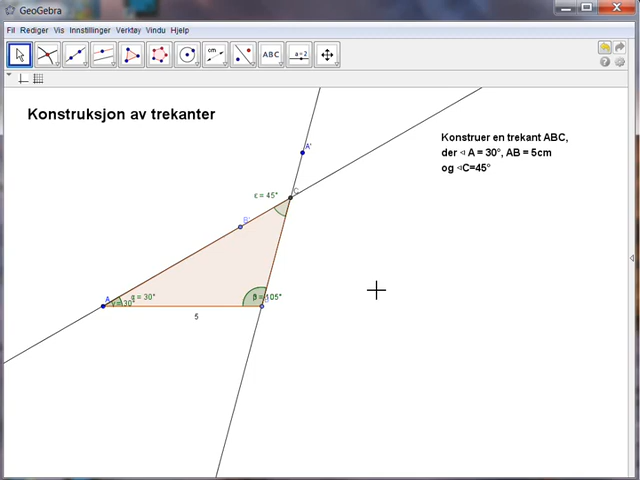 GeoGebra
Fil Rediger Vis Innstillinger Verktøy Vindu Hjelp
ABC
a=2
Konstruksjon av trekanter
Konstruer en trekant ABC,
der ∢ A = 30°, AB = 5cm
og ∢C=45°
A'
C
ε = 45°
B'
A
α = 30°
γ = 30°
= 105°
5